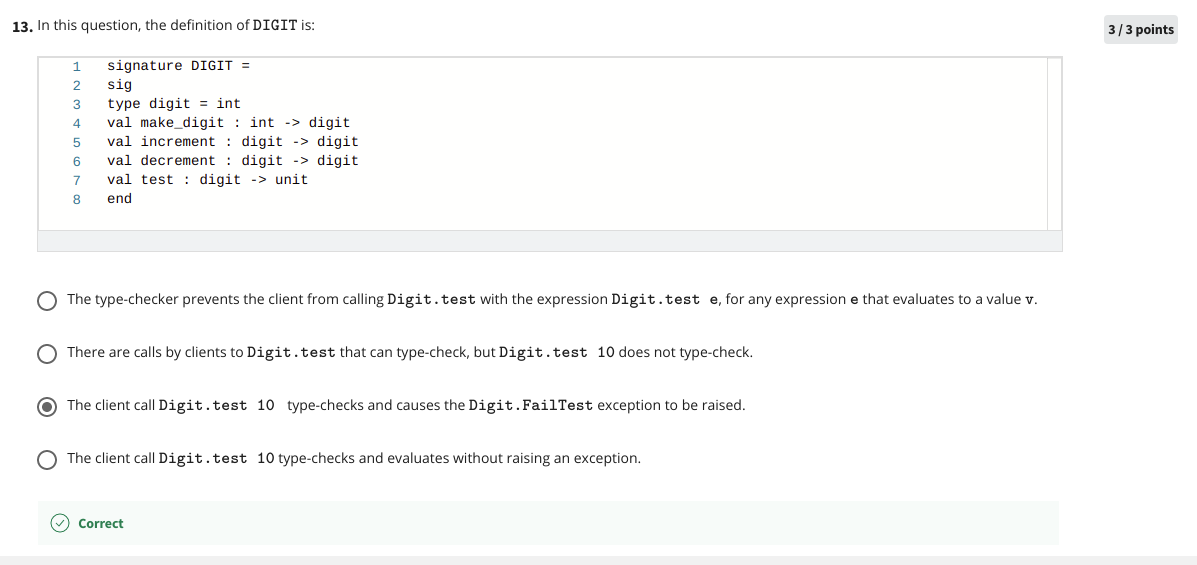 13. In this question, the definition of DIGIT is:
3 / 3 points
1 signature DIGIT =
2 sig
3 type digit = int
4 val make_digit : int -> digit
5 val increment : digit -> digit
6 val decrement : digit -> digit
7 val test : digit -> unit
8 end
The type-checker prevents the client from calling Digit.test with the expression Digit.test e, for any expression e that evaluates to a value v.
There are calls by clients to Digit.test that can type-check, but Digit.test 10 does not type-check.
The client call Digit.test 10 type-checks and causes the Digit.FailTest exception to be raised.
The client call Digit.test 10 type-checks and evaluates without raising an exception.
Correct